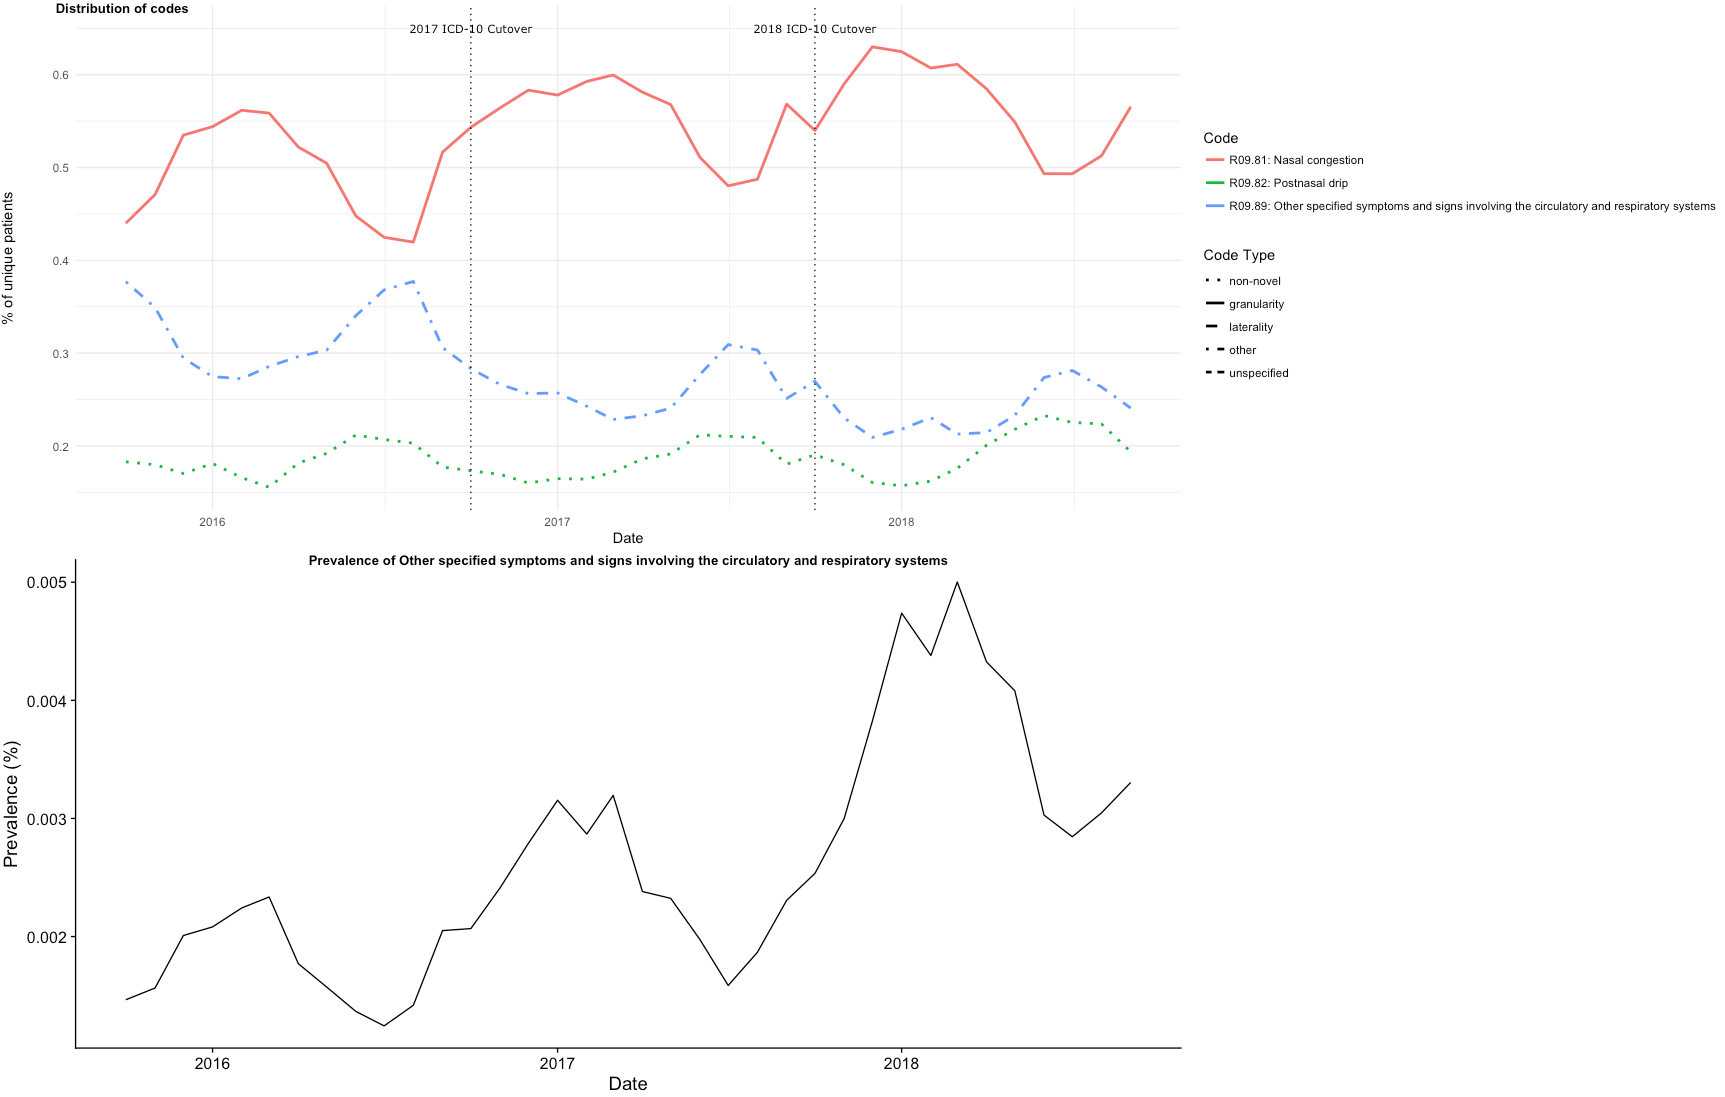 Distribution of codes
2017 ICD-10 Cutover
2018 ICD-10 Cutover
0.6
0.5
0.4
0.3
0.2
% of unique patients
2016
2017
2018
Date
Code
R09.81: Nasal congestion
R09.82: Postnasal drip
R09.89: Other specified symptoms and signs involving the circulatory and respiratory systems
Code Type
non-novel
granularity
laterality
other
unspecified
Prevalence of Other specified symptoms and signs involving the circulatory and respiratory systems
0.005
0.004
0.003
0.002
Prevalence (%)
2016
2017
2018
Date